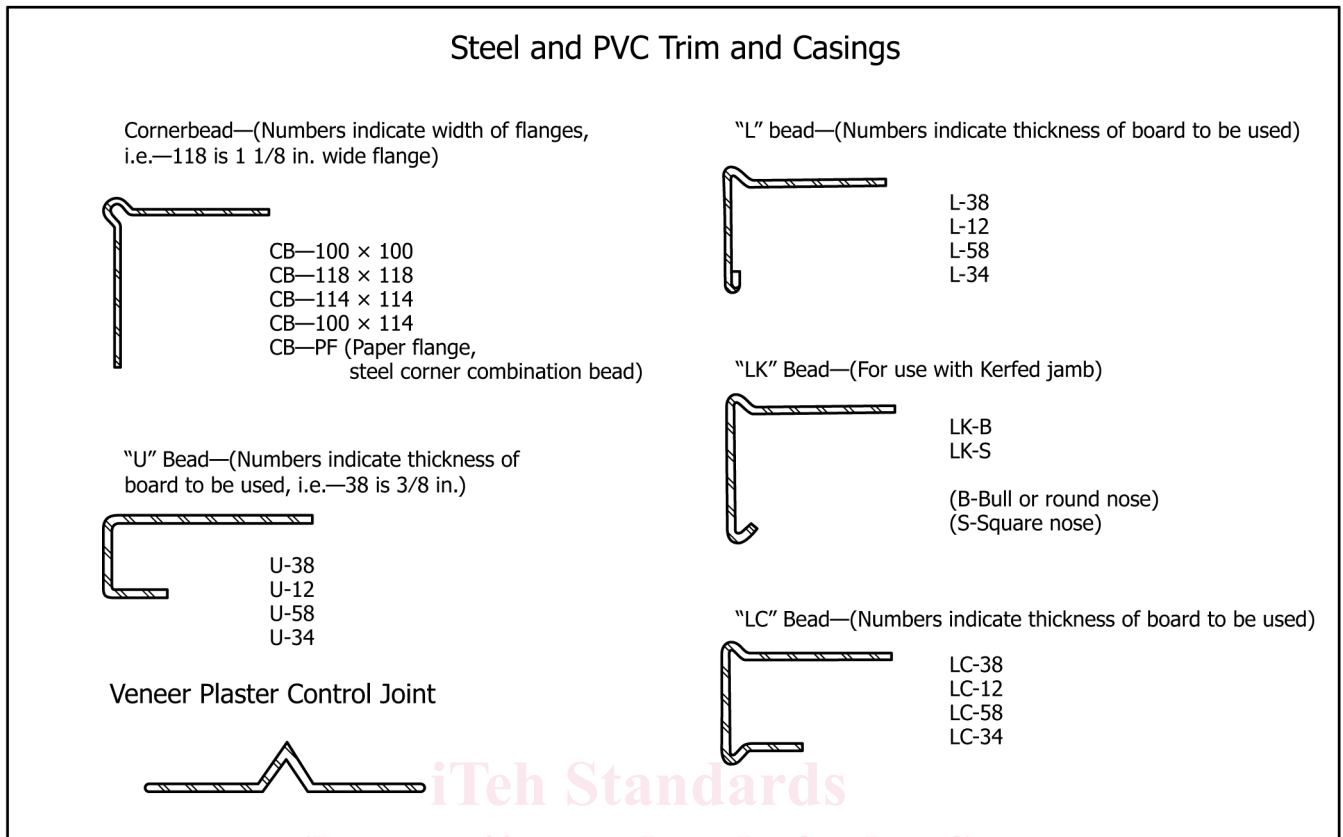 Steel and PVC Trim and Casings
Cornerbead—(Numbers indicate width of flanges,
i.e.—118 is 1 1/8 in. wide flange)
CB—100 × 100
CB—118 × 118
CB—114 × 114
CB—100 × 114
CB—PF (Paper flange,
steel corner combination bead)
"U" Bead—(Numbers indicate thickness of
board to be used, i.e.—38 is 3/8 in.)
U-38
U-12
U-58
U-34
Veneer Plaster Control Joint
"L" bead—(Numbers indicate thickness of board to be used)
L-38
L-12
L-58
L-34
"LK" Bead—(For use with Kerfed jamb)
LK-B
LK-S
(B-Bull or round nose)
(S-Square nose)
"LC" Bead—(Numbers indicate thickness of board to be used)
LC-38
LC-12
LC-58
LC-34
iTeh Standards